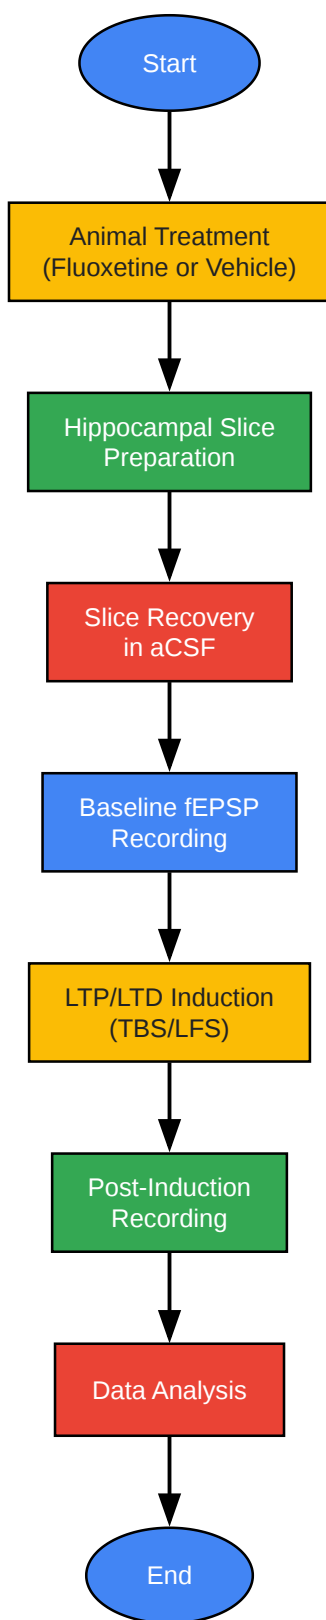 Start
Animal Treatment
(Fluoxetine or Vehicle)
Hippocampal Slice
Preparation
Slice Recovery
in aCSF
Baseline fEPSP
Recording
LTP/LTD Induction
(TBS/LFS)
Post-Induction
Recording
Data Analysis
End